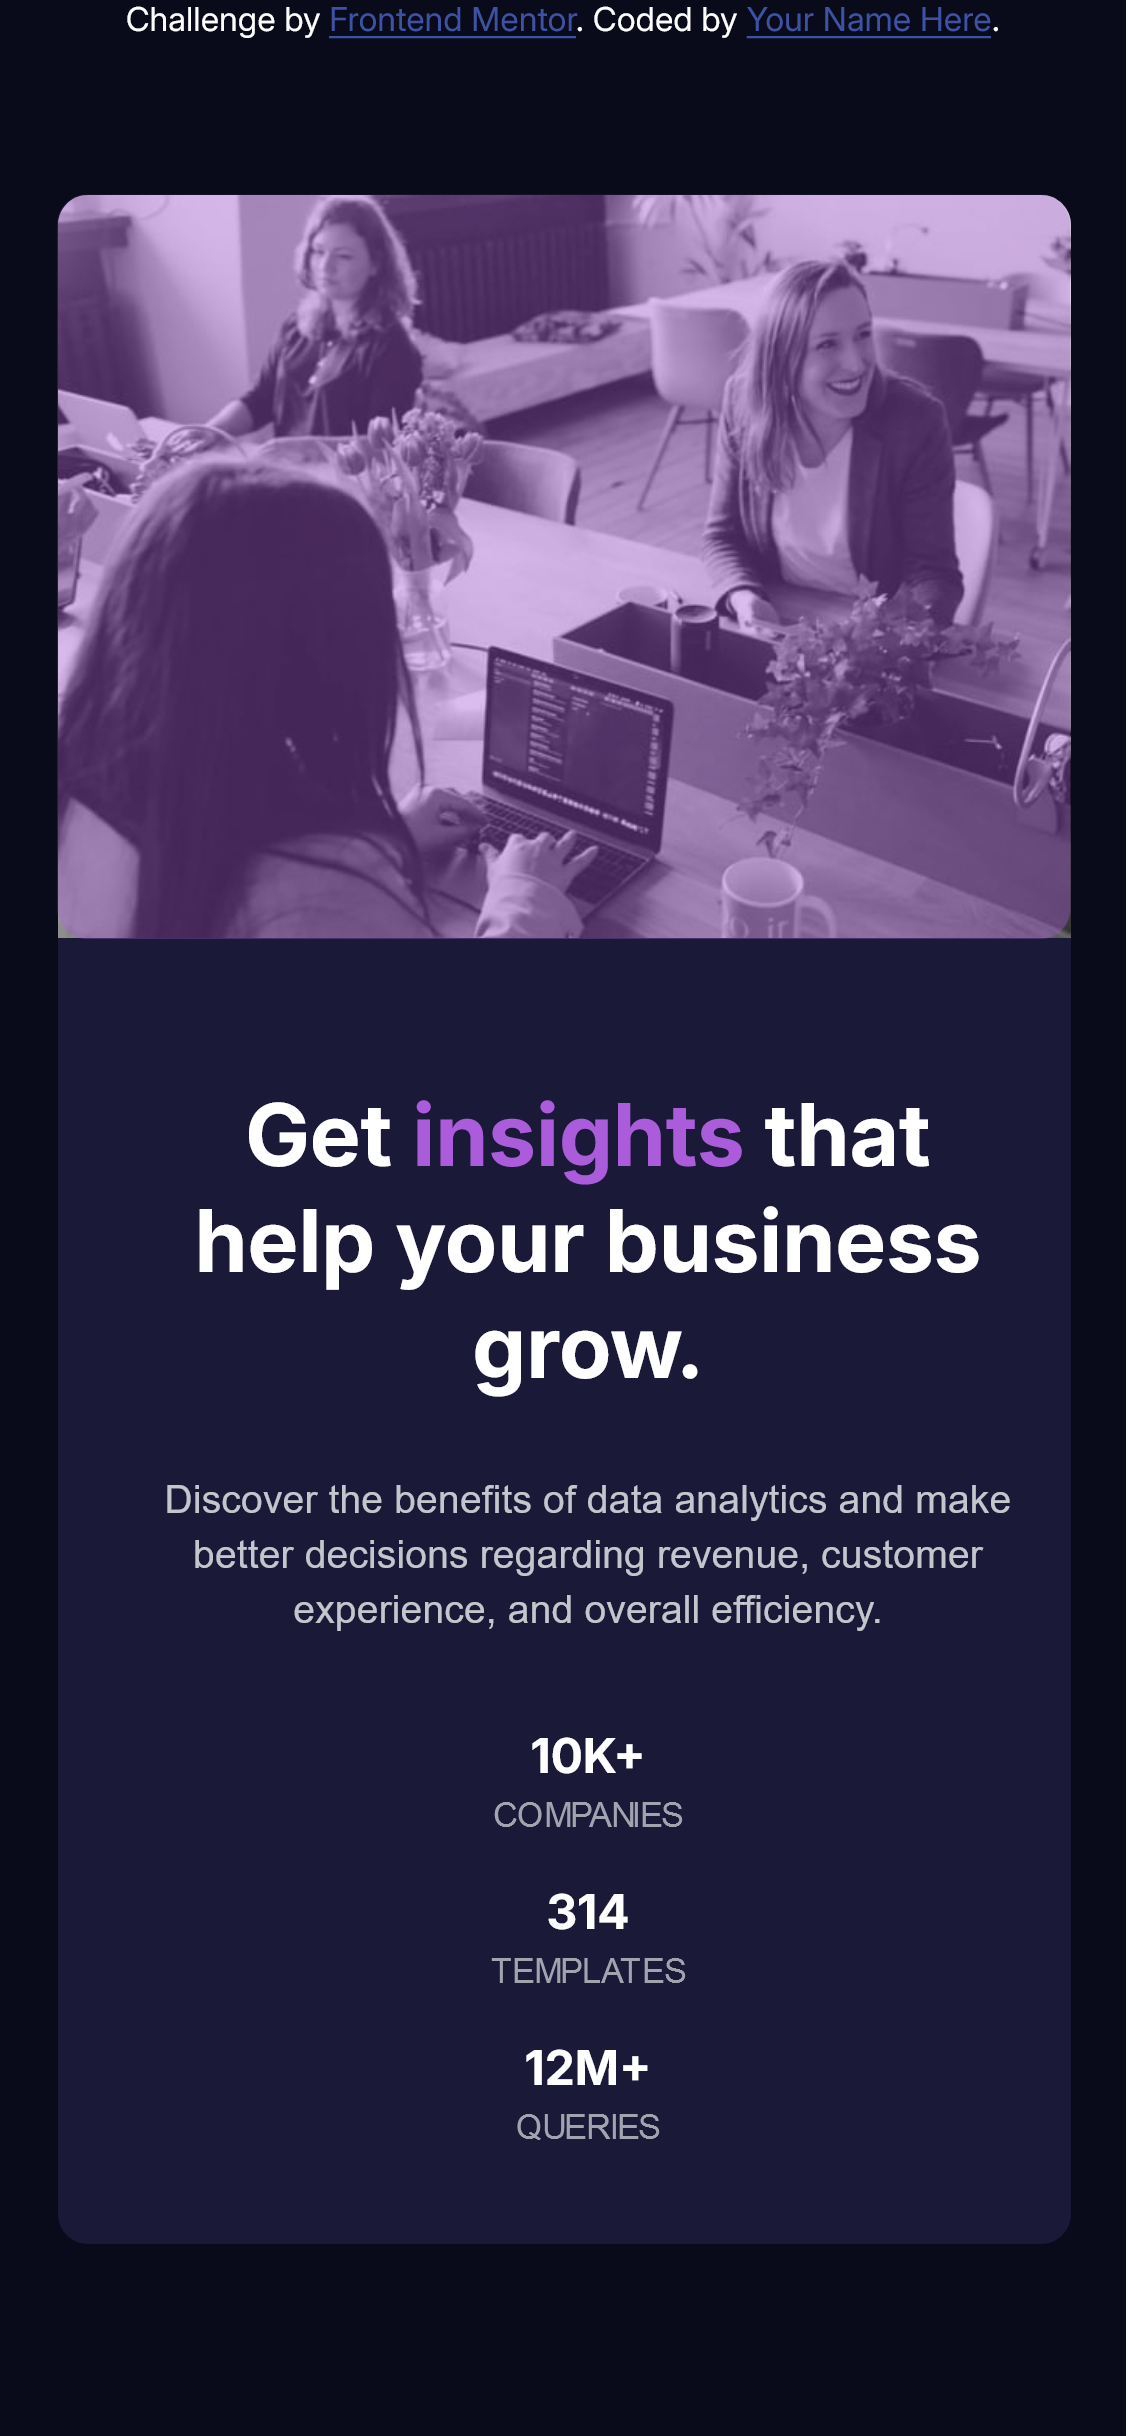 Challenge by Frontend Mentor. Coded by Your Name Here.
Get insights that
help your business
grow.
Discover the benefits of data analytics and make
better decisions regarding revenue, customer
experience, and overall efficiency.
10K+
COMPANIES
314
TEMPLATES
12M+
QUERIES